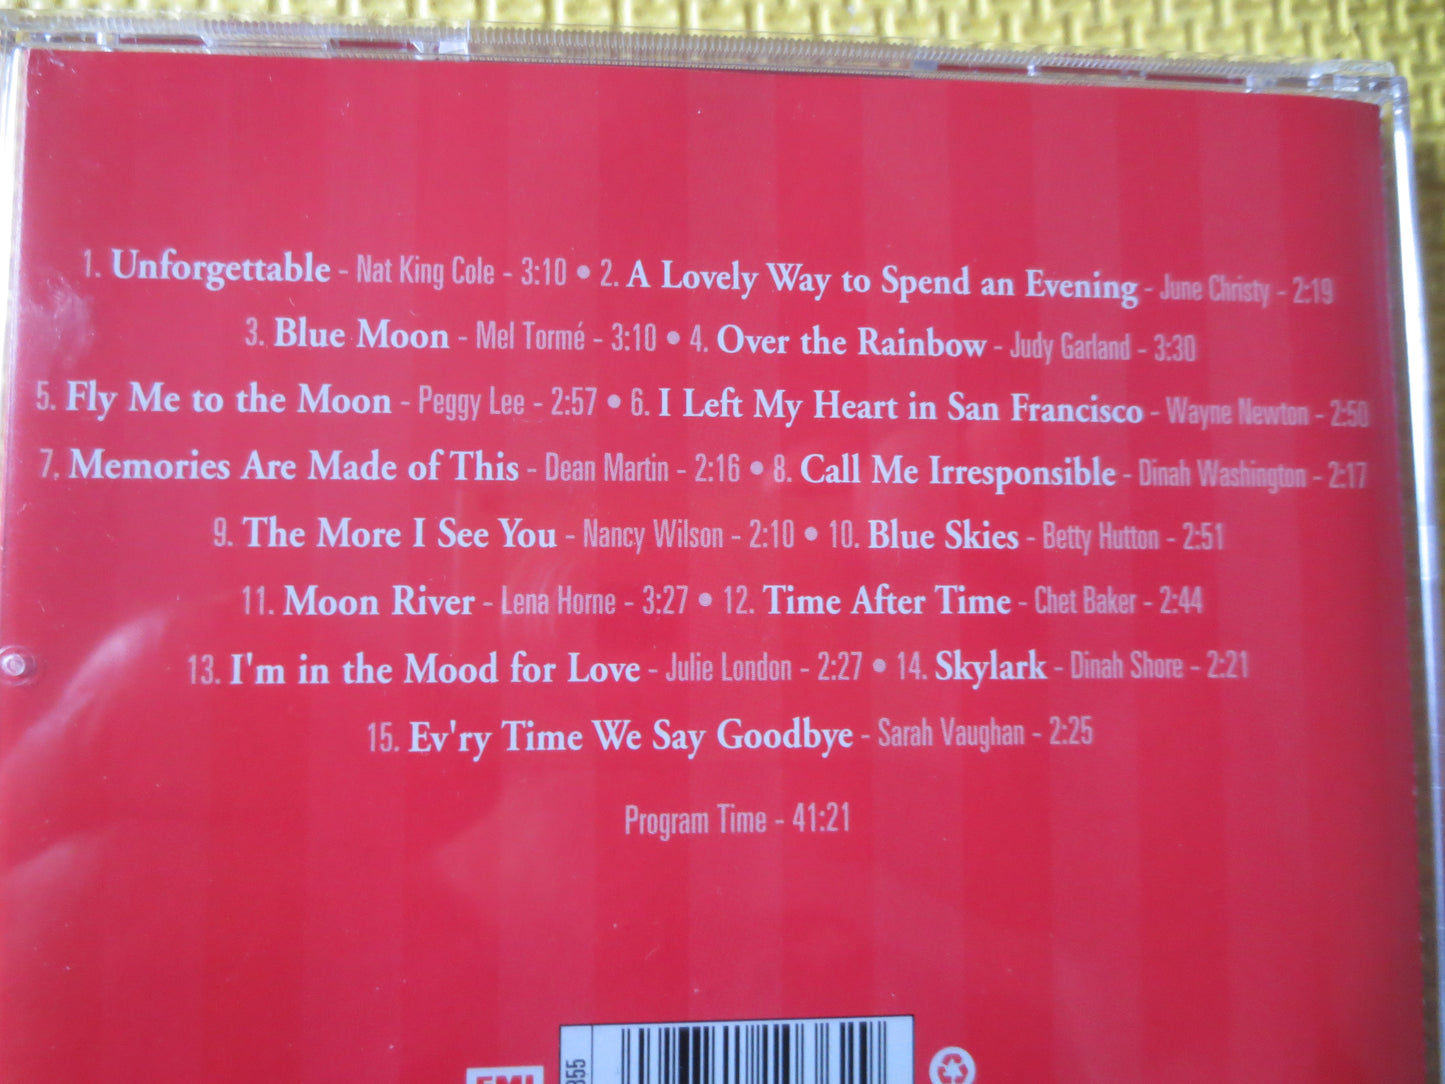 1. Unforgettable - Nat King Cole - 3:10 • 2. A Lovely Way to Spend an Evening - June Christy - 2:19
3. Blue Moon - Mel Tormé - 3:10 • 4. Over the Rainbow - Judy Garland - 3:30
5. Fly Me to the Moon - Peggy Lee - 2:57 • 6. I Left My Heart in San Francisco - Wayne Newton - 2:50
7. Memories Are Made of This - Dean Martin - 2:16 • 8. Call Me Irresponsible - Dinah Washington - 2:17
9. The More I See You - Nancy Wilson - 2:10 • 10. Blue Skies - Betty Hutton - 2:51
11. Moon River - Lena Horne - 3:27 • 12. Time After Time - Chet Baker - 2:44
13. I'm in the Mood for Love - Julie London - 2:27 • 14. Skylark - Dinah Shore - 2:21
15. Ev'ry Time We Say Goodbye - Sarah Vaughan - 2:25
Program Time - 41:21
EMI